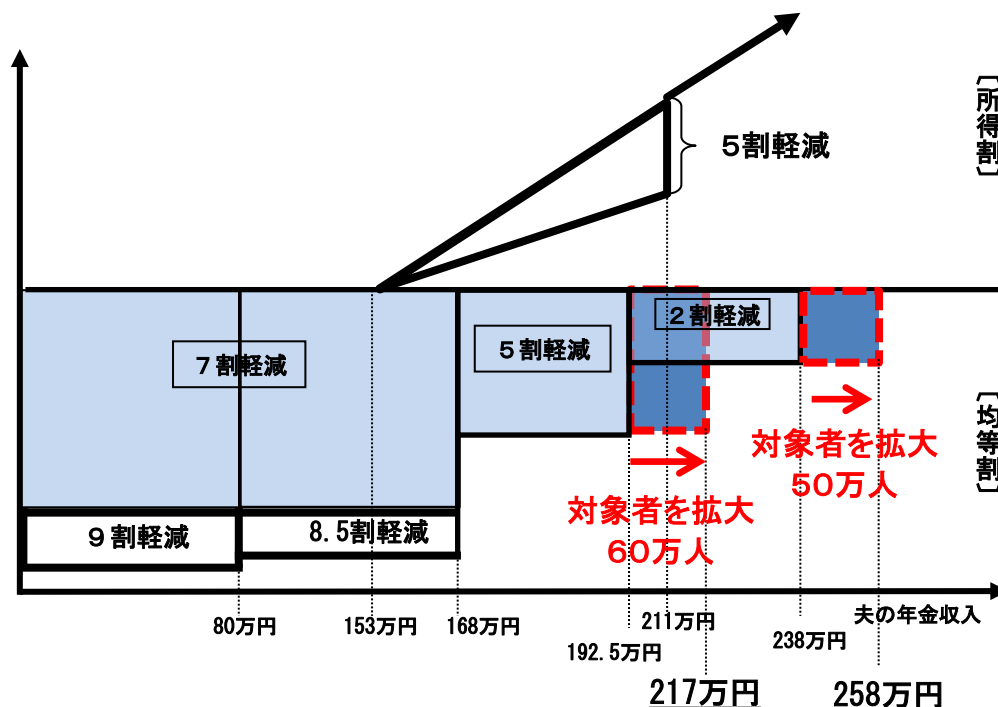 〔所得割〕
５割軽減
２割軽減
５割軽減
７割軽減
〔均等割〕
対象者を拡大
５０万人
対象者を拡大
６０万人
９割軽減
8.5割軽減
夫の年金収入
80万円
153万円
168万円
211万円
192.5万円
238万円
217万円
258万円